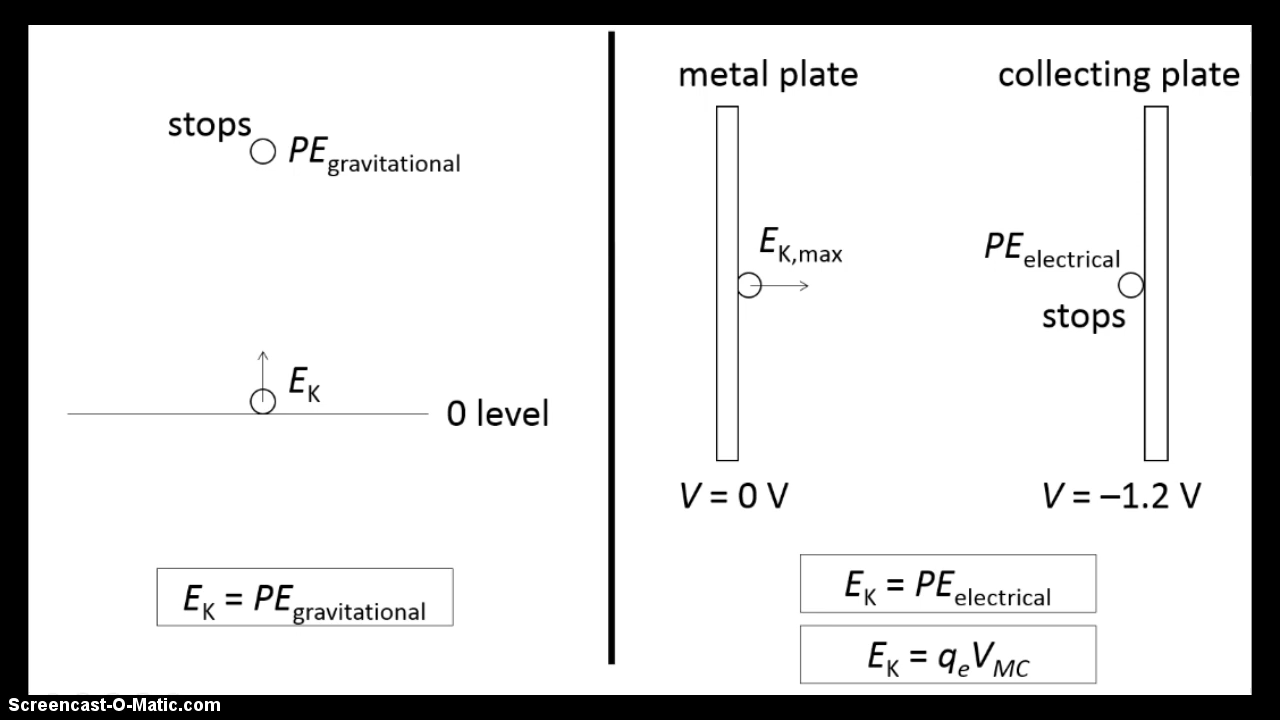 stops
PEgravitational
EK
0 level
EK = PEgravitational
metal plate
collecting plate
EK,max
PEelectrical
stops
V = 0 V
V = –1.2 V
EK = PEelectrical
EK = qeVMC
Screencast-O-Matic.com